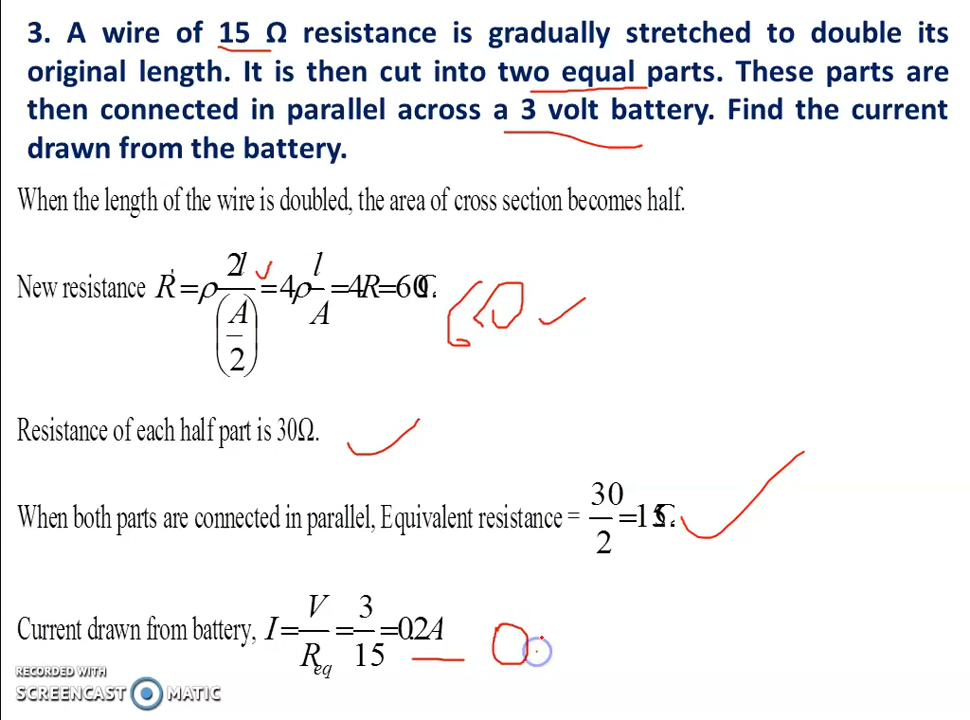 3. A wire of 15 Ω resistance is gradually stretched to double its
original length. It is then cut into two equal parts. These parts are
then connected in parallel across a 3 volt battery. Find the current
drawn from the battery.
When the length of the wire is doubled, the area of cross section becomes half.
New resistance R' = ρ 2l / (A/2) = 4ρ l/A = 4R = 60Ω.
60
Resistance of each half part is 30Ω.
When both parts are connected in parallel, Equivalent resistance = 30/2 = 15Ω.
Current drawn from battery, I = V/Req = 3/15 = 0.2A
0.
RECORDED WITH
SCREENCAST MATIC